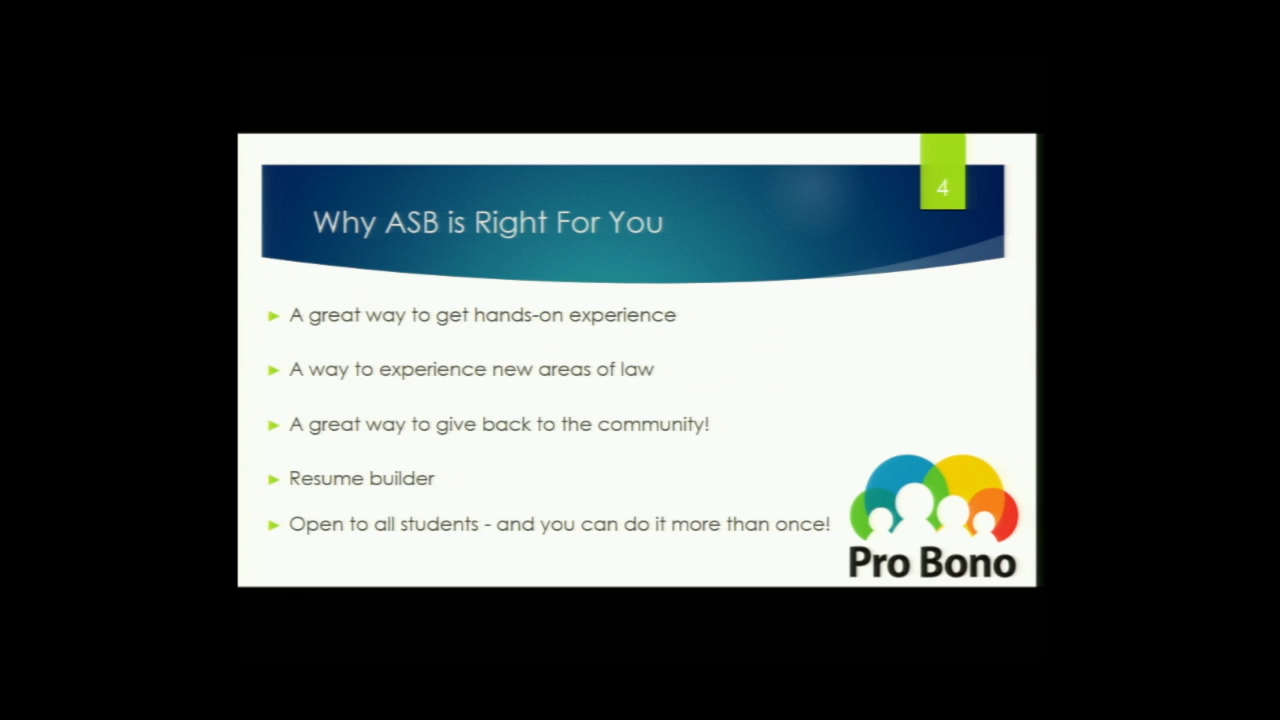 4
Why ASB is Right For You
A great way to get hands-on experience
A way to experience new areas of law
A great way to give back to the community!
Resume builder
Open to all students - and you can do it more than once!
Pro Bono